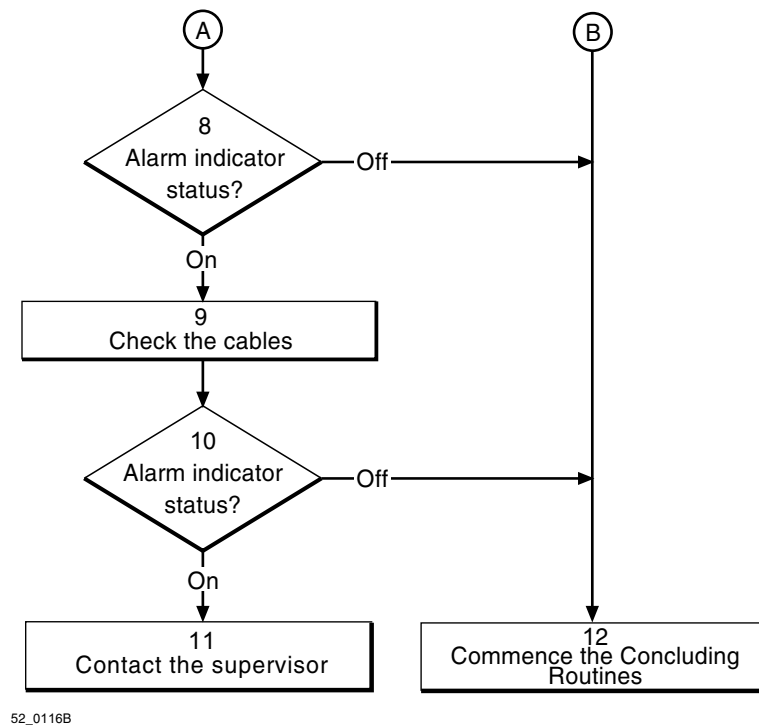 A
B
8
Alarm indicator
status?
Off
On
9
Check the cables
10
Alarm indicator
status?
Off
On
11
Contact the supervisor
12
Commence the Concluding
Routines
52_0116B